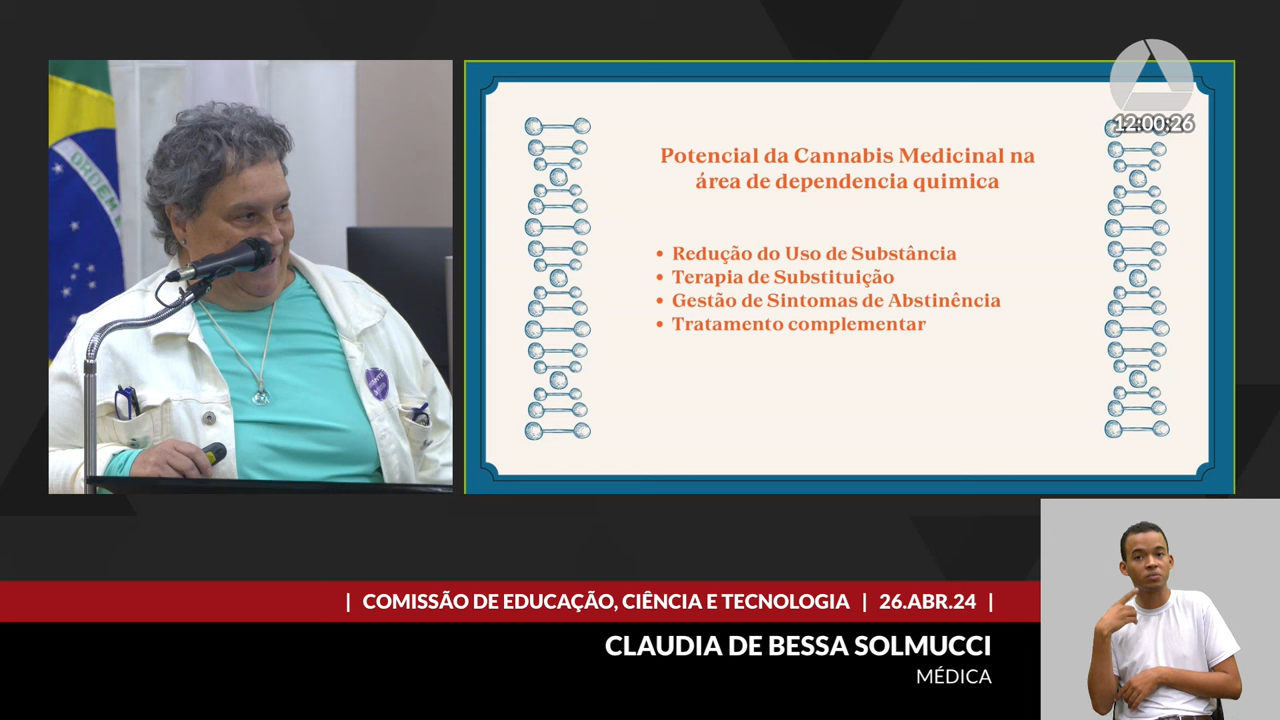 ORDEM E
12:00:26
Potencial da Cannabis Medicinal na
área de dependencia quimica
• Redução do Uso de Substância
• Terapia de Substituição
• Gestão de Sintomas de Abstinência
• Tratamento complementar
| COMISSÃO DE EDUCAÇÃO, CIÊNCIA E TECNOLOGIA | 26.ABR.24 |
CLAUDIA DE BESSA SOLMUCCI
MÉDICA